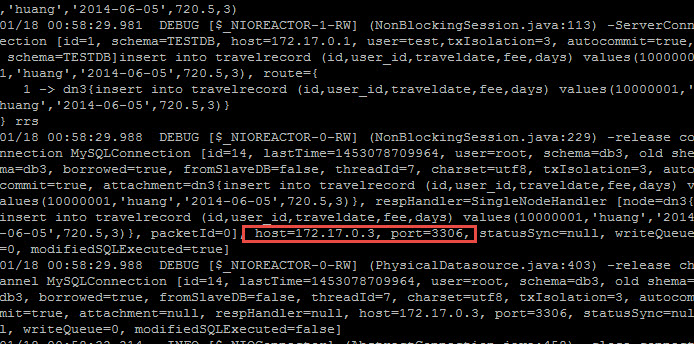 ,'huang','2014-06-05',720.5,3)
01/18 00:58:29.981  DEBUG [$_NIOREACTOR-1-RW] (NonBlockingSession.java:113) -ServerConn
ection [id=1, schema=TESTDB, host=172.17.0.1, user=test,txIsolation=3, autocommit=true,
 schema=TESTDB]insert into travelrecord (id,user_id,traveldate,fee,days) values(1000000
1,'huang','2014-06-05',720.5,3), route={
   1 -> dn3{insert into travelrecord (id,user_id,traveldate,fee,days) values(10000001,'
huang','2014-06-05',720.5,3)}
} rrs
01/18 00:58:29.988  DEBUG [$_NIOREACTOR-0-RW] (NonBlockingSession.java:229) -release co
nnection MySQLConnection [id=14, lastTime=1453078709964, user=root, schema=db3, old she
ma=db3, borrowed=true, fromSlaveDB=false, threadId=7, charset=utf8, txIsolation=3, auto
commit=true, attachment=dn3{insert into travelrecord (id,user_id,traveldate,fee,days) v
alues(10000001,'huang','2014-06-05',720.5,3)}, respHandler=SingleNodeHandler [node=dn3{
insert into travelrecord (id,user_id,traveldate,fee,days) values(10000001,'huang','2014
-06-05',720.5,3)}, packetId=0], host=172.17.0.3, port=3306, statusSync=null, writeQueue
=0, modifiedSQLExecuted=true]
01/18 00:58:29.988  DEBUG [$_NIOREACTOR-0-RW] (PhysicalDatasource.java:403) -release ch
annel MySQLConnection [id=14, lastTime=1453078709964, user=root, schema=db3, old shema=
db3, borrowed=true, fromSlaveDB=false, threadId=7, charset=utf8, txIsolation=3, autocom
mit=true, attachment=null, respHandler=null, host=172.17.0.3, port=3306, statusSync=nul
l, writeQueue=0, modifiedSQLExecuted=false]